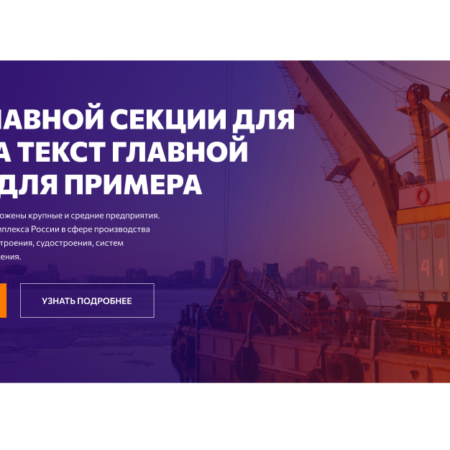 ЛАВНОЙ СЕКЦИИ ДЛЯ
А ТЕКСТ ГЛАВНОЙ
ДЛЯ ПРИМЕРА
ожены крупные и средние предприятия.
плекса России в сфере производства
троения, судостроения, систем
ения.
УЗНАТЬ ПОДРОБНЕЕ